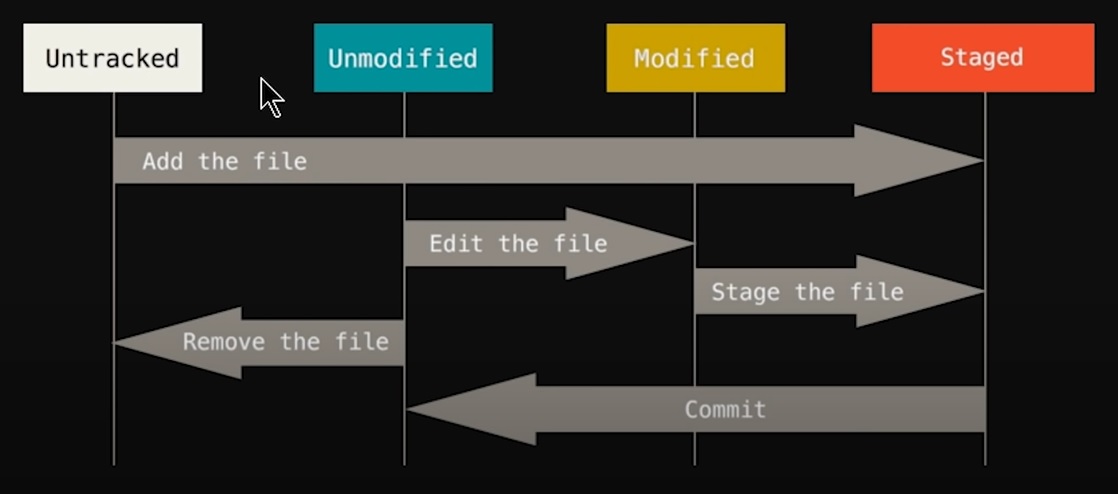 Untracked
Unmodified
Modified
Staged
Add the file
Edit the file
Stage the file
Remove the file
Commit